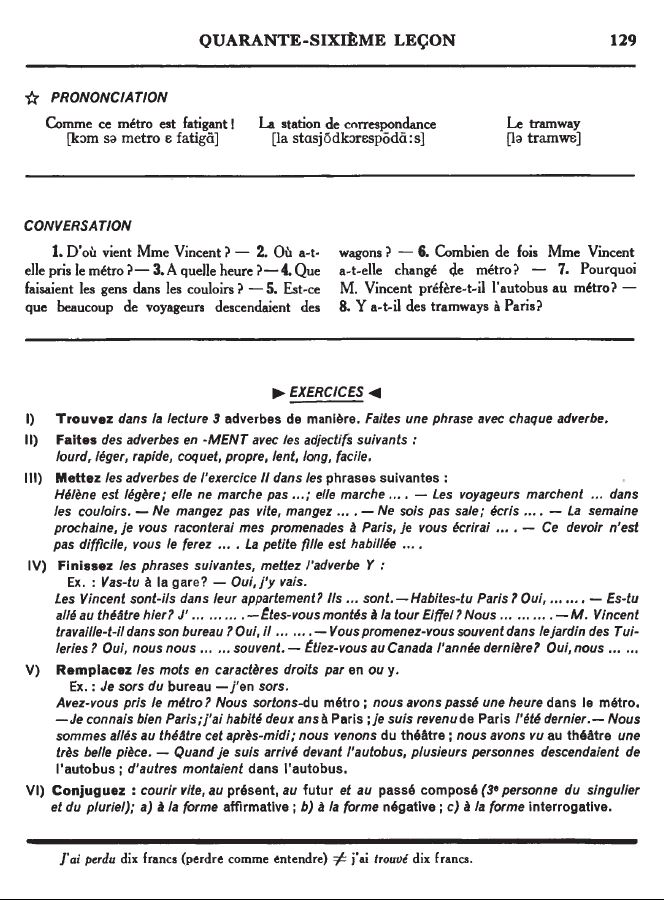 QUARANTE-SIXIÈME LEÇON 129
☆ PRONONCIATION
Comme ce métro est fatigant! La station de correspondance Le tramway
[kɔm sə metro ɛ fatigɑ̃] [la stɑsjɔ̃dkɔrɛspɔ̃dɑ̃:s] [lə tramwɛ]
CONVERSATION
1. D'où vient Mme Vincent? — 2. Où a-t-
elle pris le métro? — 3. A quelle heure? — 4. Que
faisaient les gens dans les couloirs? — 5. Est-ce
que beaucoup de voyageurs descendaient des
wagons? — 6. Combien de fois Mme Vincent
a-t-elle changé de métro? — 7. Pourquoi
M. Vincent préfère-t-il l'autobus au métro? —
8. Y a-t-il des tramways à Paris?
► EXERCICES ◄
I) Trouvez dans la lecture 3 adverbes de manière. Faites une phrase avec chaque adverbe.
II) Faites des adverbes en -MENT avec les adjectifs suivants :
lourd, léger, rapide, coquet, propre, lent, long, facile.
III) Mettez les adverbes de l'exercice II dans les phrases suivantes :
Hélène est légère; elle ne marche pas ...; elle marche ... . — Les voyageurs marchent ... dans
les couloirs. — Ne mangez pas vite, mangez ... . — Ne sois pas sale; écris ... . — La semaine
prochaine, je vous raconterai mes promenades à Paris, je vous écrirai ... . — Ce devoir n'est
pas difficile, vous le ferez ... . La petite fille est habillée ... .
IV) Finissez les phrases suivantes, mettez l'adverbe Y :
Ex. : Vas-tu à la gare? — Oui, j'y vais.
Les Vincent sont-ils dans leur appartement? Ils ... sont. — Habites-tu Paris? Oui, ... ... . — Es-tu
allé au théâtre hier? J' ... ... ... . — Êtes-vous montés à la tour Eiffel? Nous ... ... ... . — M. Vincent
travaille-t-il dans son bureau? Oui, il ... ... . — Vous promenez-vous souvent dans le jardin des Tui-
leries? Oui, nous nous ... ... souvent. — Étiez-vous au Canada l'année dernière? Oui, nous ... ...
V) Remplacez les mots en caractères droits par en ou y.
Ex. : Je sors du bureau — j'en sors.
Avez-vous pris le métro? Nous sortons-du métro; nous avons passé une heure dans le métro.
— Je connais bien Paris; j'ai habité deux ans à Paris; je suis revenu de Paris l'été dernier. — Nous
sommes allés au théâtre cet après-midi; nous venons du théâtre; nous avons vu au théâtre une
très belle pièce. — Quand je suis arrivé devant l'autobus, plusieurs personnes descendaient de
l'autobus; d'autres montaient dans l'autobus.
VI) Conjuguez : courir vite, au présent, au futur et au passé composé (3e personne du singulier
et du pluriel); a) à la forme affirmative; b) à la forme négative; c) à la forme interrogative.
J'ai perdu dix francs (perdre comme entendre) ≠ j'ai trouvé dix francs.